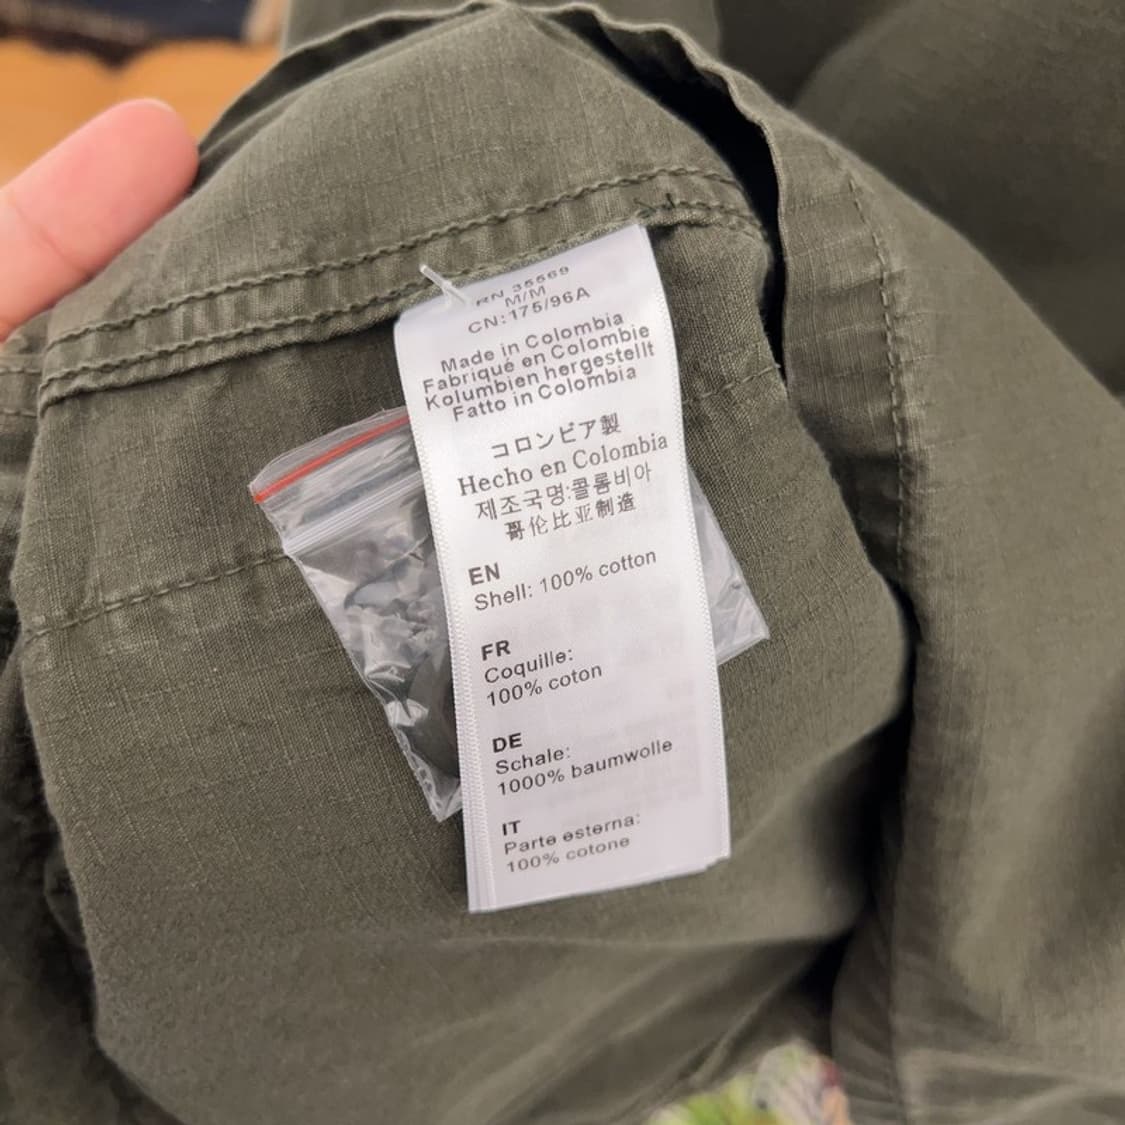 RN 35569
M/M
CN:175/96A
Made in Colombia
Fabriqué en Colombie
Kolumbien hergestellt
Fatto in Colombia
コロンビア製
Hecho en Colombia
제조국명:콜롬비아
哥伦比亚制造
EN
Shell: 100% cotton
FR
Coquille:
100% coton
DE
Schale:
1000% baumwolle
IT
Parte esterna:
100% cotone